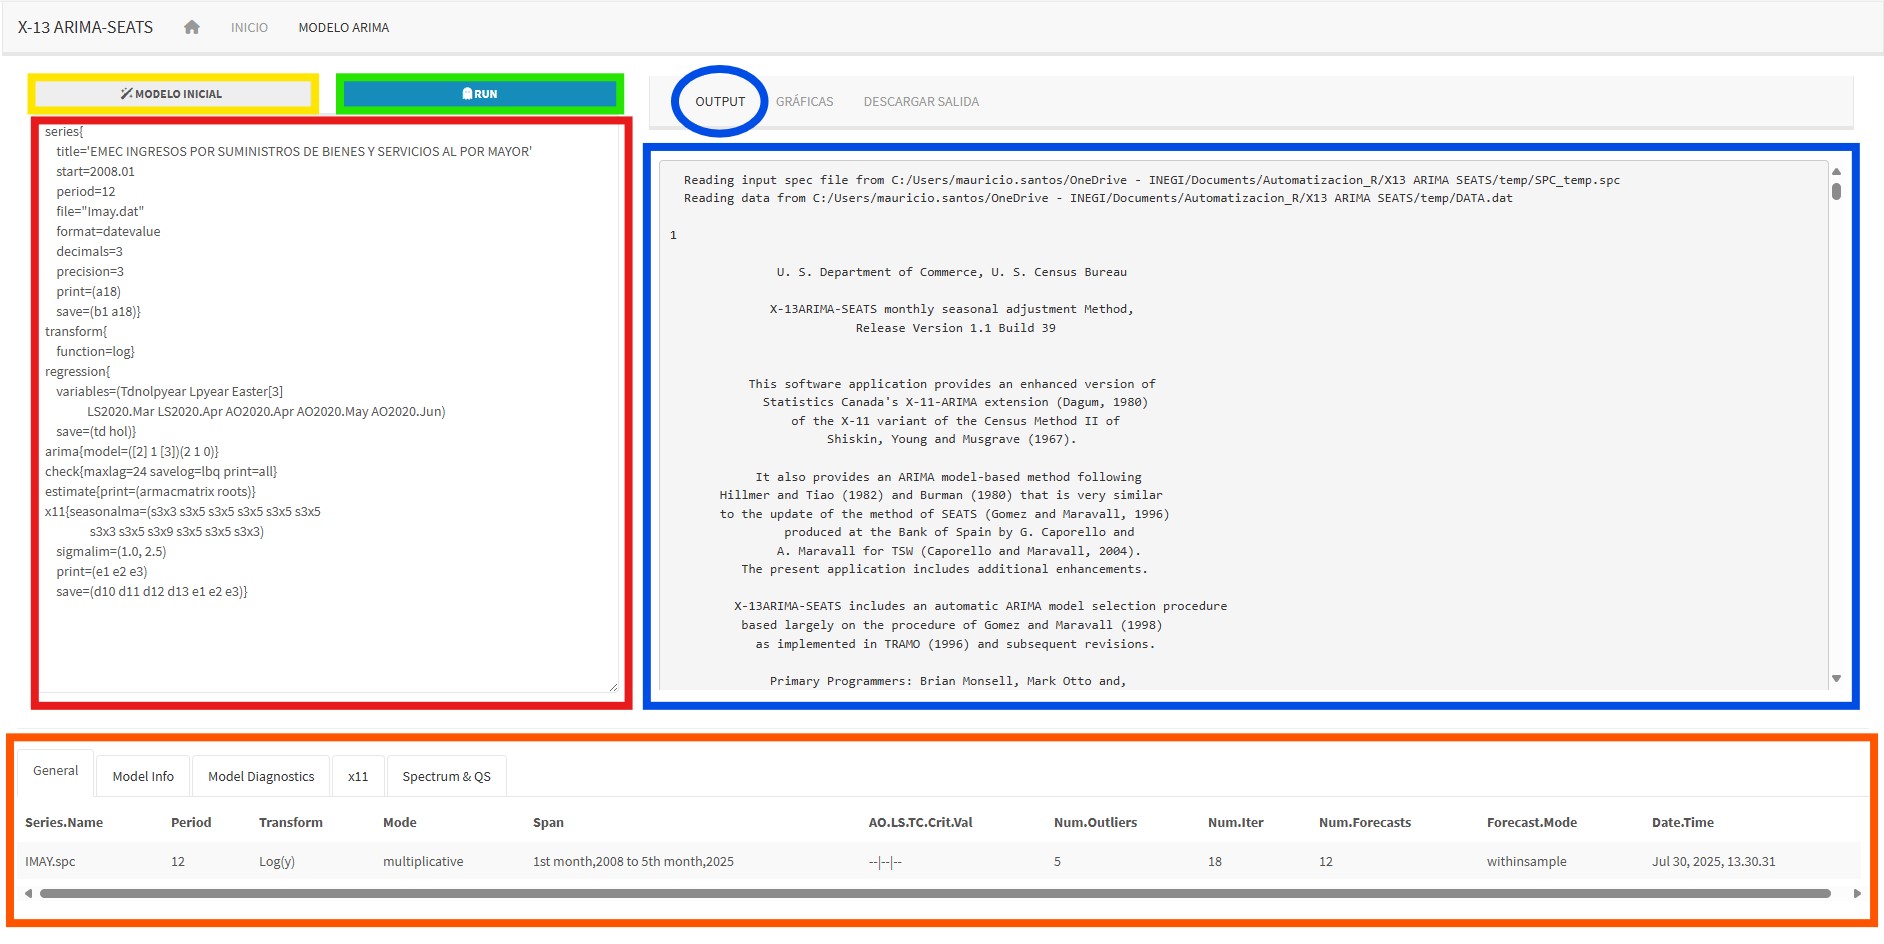 X-13 ARIMA-SEATS INICIO MODELO ARIMA
MODELO INICIAL RUN
series{
title='EMEC INGRESOS POR SUMINISTROS DE BIENES Y SERVICIOS AL POR MAYOR'
start=2008.01
period=12
file="Imay.dat"
format=datevalue
decimals=3
precision=3
print=(a18)
save=(b1 a18)}
transform{
function=log}
regression{
variables=(Tdnolpyear Lpyear Easter[3]
LS2020.Mar LS2020.Apr AO2020.Apr AO2020.May AO2020.Jun)
save=(td hol)}
arima{model=([2] 1 [3])(2 1 0)}
check{maxlag=24 savelog=lbq print=all}
estimate{print=(armacmatrix roots)}
x11{seasonalma=(s3x3 s3x5 s3x5 s3x5 s3x5 s3x5
s3x3 s3x5 s3x9 s3x5 s3x5 s3x3)
sigmalim=(1.0, 2.5)
print=(e1 e2 e3)
save=(d10 d11 d12 d13 e1 e2 e3)}
OUTPUT GRÁFICAS DESCARGAR SALIDA
Reading input spec file from C:/Users/mauricio.santos/OneDrive - INEGI/Documents/Automatizacion_R/X13 ARIMA SEATS/temp/SPC_temp.spc
Reading data from C:/Users/mauricio.santos/OneDrive - INEGI/Documents/Automatizacion_R/X13 ARIMA SEATS/temp/DATA.dat
1
U. S. Department of Commerce, U. S. Census Bureau
X-13ARIMA-SEATS monthly seasonal adjustment Method,
Release Version 1.1 Build 39
This software application provides an enhanced version of
Statistics Canada's X-11-ARIMA extension (Dagum, 1980)
of the X-11 variant of the Census Method II of
Shiskin, Young and Musgrave (1967).
It also provides an ARIMA model-based method following
Hillmer and Tiao (1982) and Burman (1980) that is very similar
to the update of the method of SEATS (Gomez and Maravall, 1996)
produced at the Bank of Spain by G. Caporello and
A. Maravall for TSW (Caporello and Maravall, 2004).
The present application includes additional enhancements.
X-13ARIMA-SEATS includes an automatic ARIMA model selection procedure
based largely on the procedure of Gomez and Maravall (1998)
as implemented in TRAMO (1996) and subsequent revisions.
Primary Programmers: Brian Monsell, Mark Otto and,
General Model Info Model Diagnostics x11 Spectrum & QS
Series.Name Period Transform Mode Span AO.LS.TC.Crit.Val Num.Outliers Num.Iter Num.Forecasts Forecast.Mode Date.Time
IMAY.spc 12 Log(y) multiplicative 1st month,2008 to 5th month,2025 --|--|-- 5 18 12 withinsample Jul 30, 2025, 13.30.31